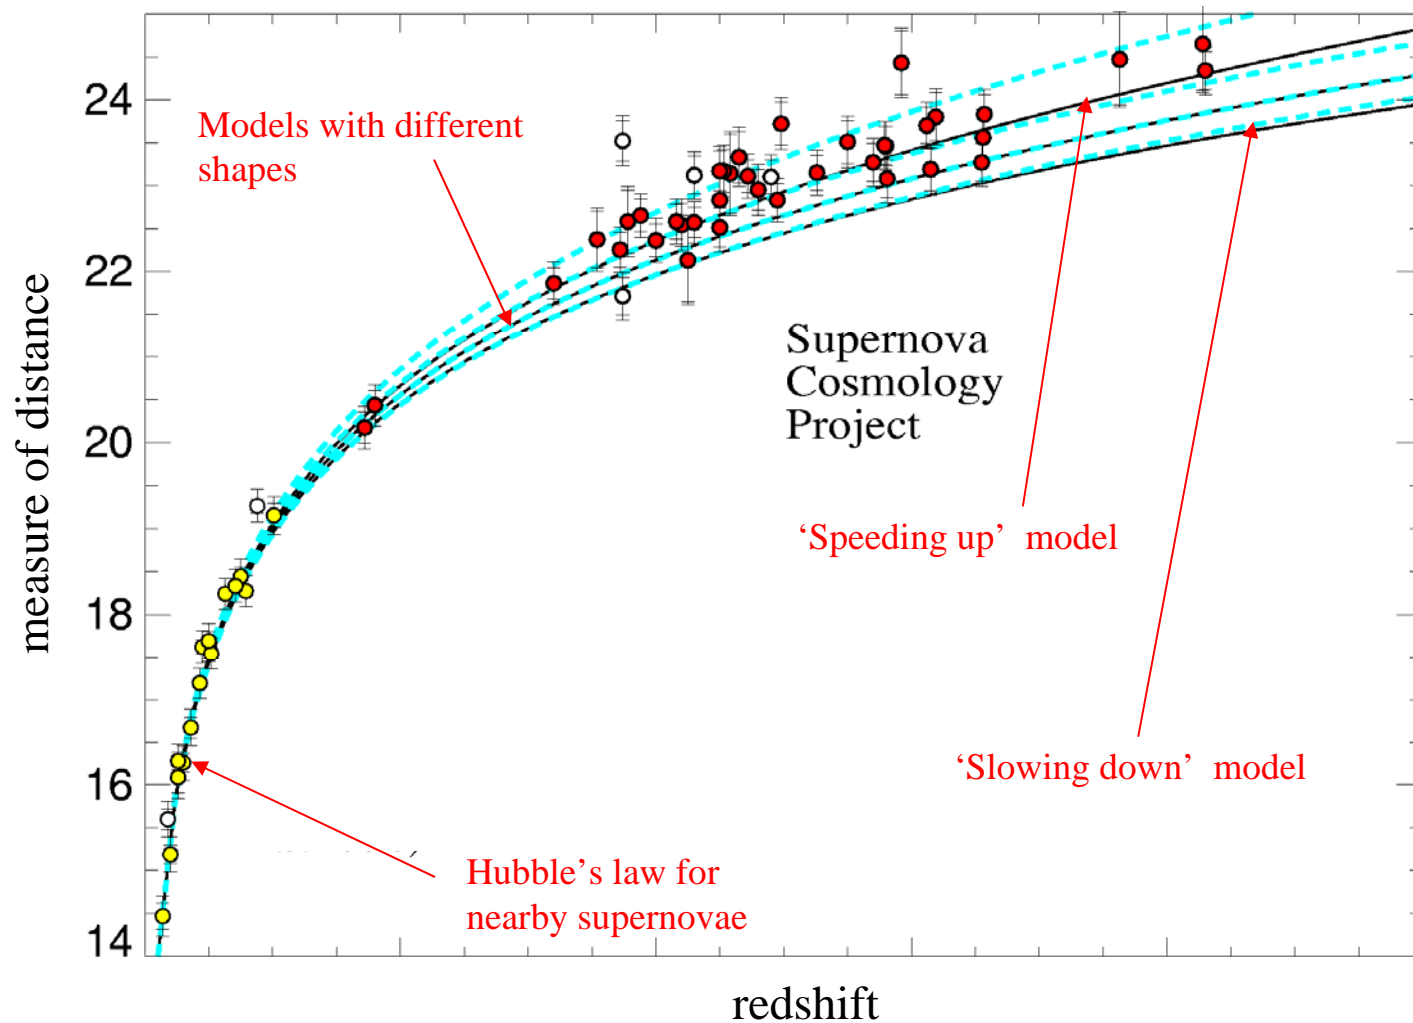 24
22
20
18
16
14
measure of distance
redshift
Models with different
shapes
Supernova
Cosmology
Project
‘Speeding up’ model
‘Slowing down’ model
Hubble’s law for
nearby supernovae